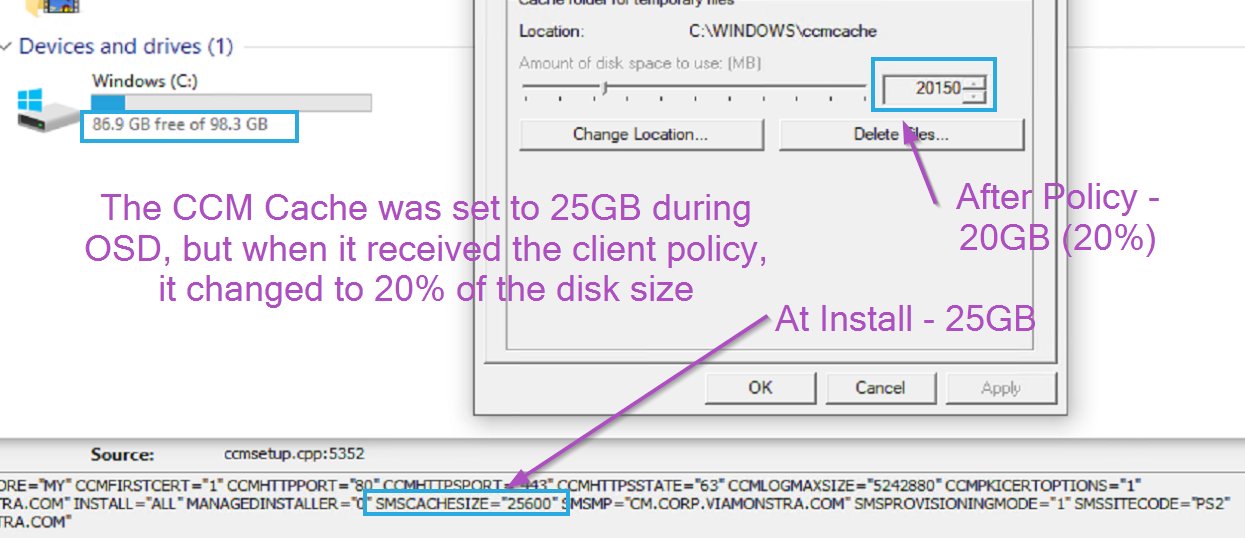 Cache folder for temporary files
Devices and drives (1)
Location: C:\WINDOWS\ccmcache
Amount of disk space to use: (MB)
Windows (C:)
20150
86.9 GB free of 98.3 GB
Change Location... Delete Files...
The CCM Cache was set to 25GB during
OSD, but when it received the client policy,
it changed to 20% of the disk size
After Policy -
20GB (20%)
At Install - 25GB
OK Cancel Apply
Source: ccmsetup.cpp:5352
ORE="MY" CCMFIRSTCERT="1" CCMHTTPPORT="80" CCMHTTPSPORT="443" CCMHTTPSSTATE="63" CCMLOGMAXSIZE="5242880" CCMPKICERTOPTIONS="1"
TRA.COM" INSTALL="ALL" MANAGEDINSTALLER="0" SMSCACHESIZE="25600" SMSMP="CM.CORP.VIAMONSTRA.COM" SMSPROVISIONINGMODE="1" SMSSITECODE="PS2"
TRA.COM"